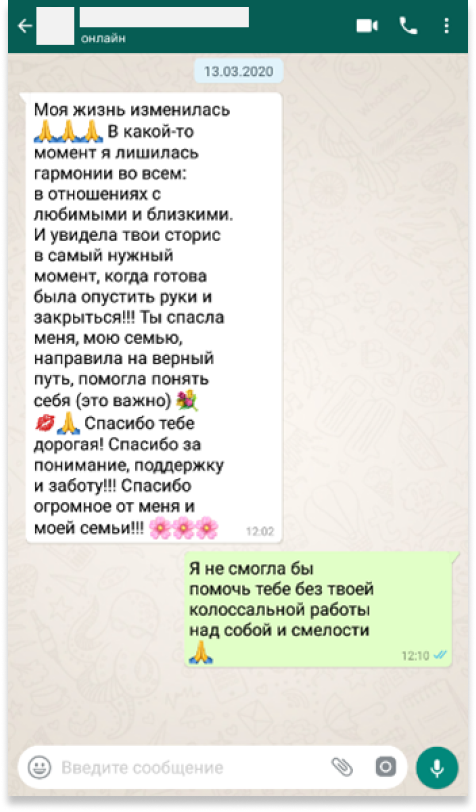 онлайн
13.03.2020
Моя жизнь изменилась
🙏🙏🙏 В какой-то
момент я лишилась
гармонии во всем:
в отношениях с
любимыми и близкими.
И увидела твои сторис
в самый нужный
момент, когда готова
была опустить руки и
закрыться!!! Ты спасла
меня, мою семью,
направила на верный
путь, помогла понять
себя (это важно) 💐
💋🙏 Спасибо тебе
дорогая! Спасибо за
понимание, поддержку
и заботу!!! Спасибо
огромное от меня и
моей семьи!!! 🌸🌸🌸 12:02
Я не смогла бы
помочь тебе без твоей
колоссальной работы
над собой и смелости
🙏 12:10
Введите сообщение